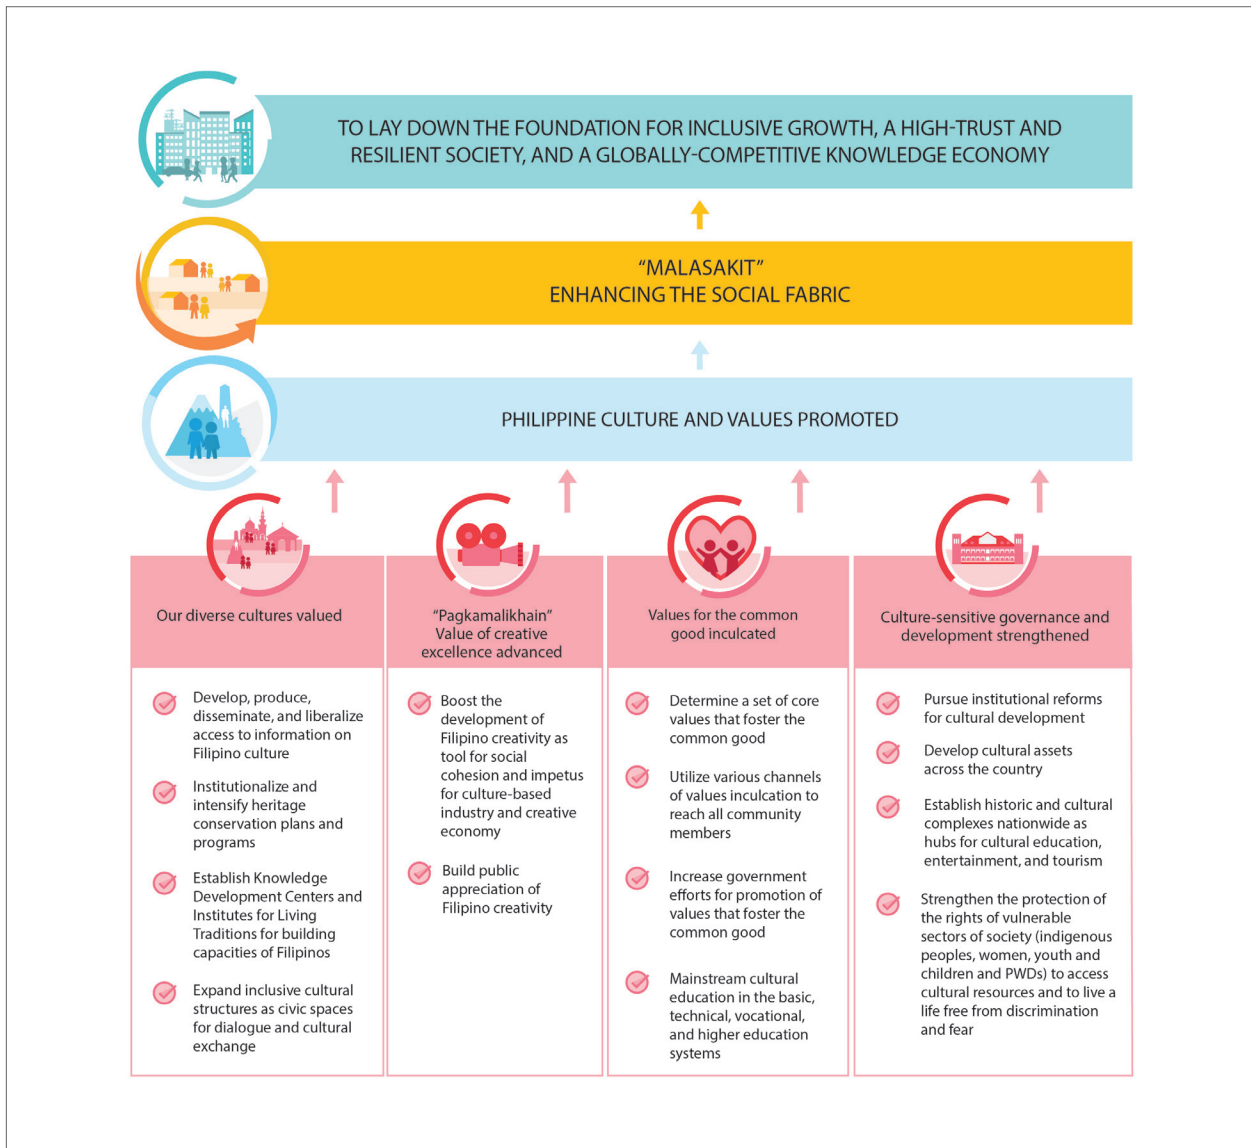 TO LAY DOWN THE FOUNDATION FOR INCLUSIVE GROWTH, A HIGH-TRUST AND
RESILIENT SOCIETY, AND A GLOBALLY-COMPETITIVE KNOWLEDGE ECONOMY
“MALASAKIT”
ENHANCING THE SOCIAL FABRIC
PHILIPPINE CULTURE AND VALUES PROMOTED
Our diverse cultures valued
Develop, produce,
disseminate, and liberalize
access to information on
Filipino culture
Institutionalize and
intensify heritage
conservation plans and
programs
Establish Knowledge
Development Centers and
Institutes for Living
Traditions for building
capacities of Filipinos
Expand inclusive cultural
structures as civic spaces
for dialogue and cultural
exchange
“Pagkamalikhain”
Value of creative
excellence advanced
Boost the
development of
Filipino creativity as
tool for social
cohesion and impetus
for culture-based
industry and creative
economy
Build public
appreciation of
Filipino creativity
Values for the common
good inculcated
Determine a set of core
values that foster the
common good
Utilize various channels
of values inculcation to
reach all community
members
Increase government
efforts for promotion of
values that foster the
common good
Mainstream cultural
education in the basic,
technical, vocational,
and higher education
systems
Culture-sensitive governance and
development strengthened
Pursue institutional reforms
for cultural development
Develop cultural assets
across the country
Establish historic and cultural
complexes nationwide as
hubs for cultural education,
entertainment, and tourism
Strengthen the protection of
the rights of vulnerable
sectors of society (indigenous
peoples, women, youth and
children and PWDs) to access
cultural resources and to live a
life free from discrimination
and fear